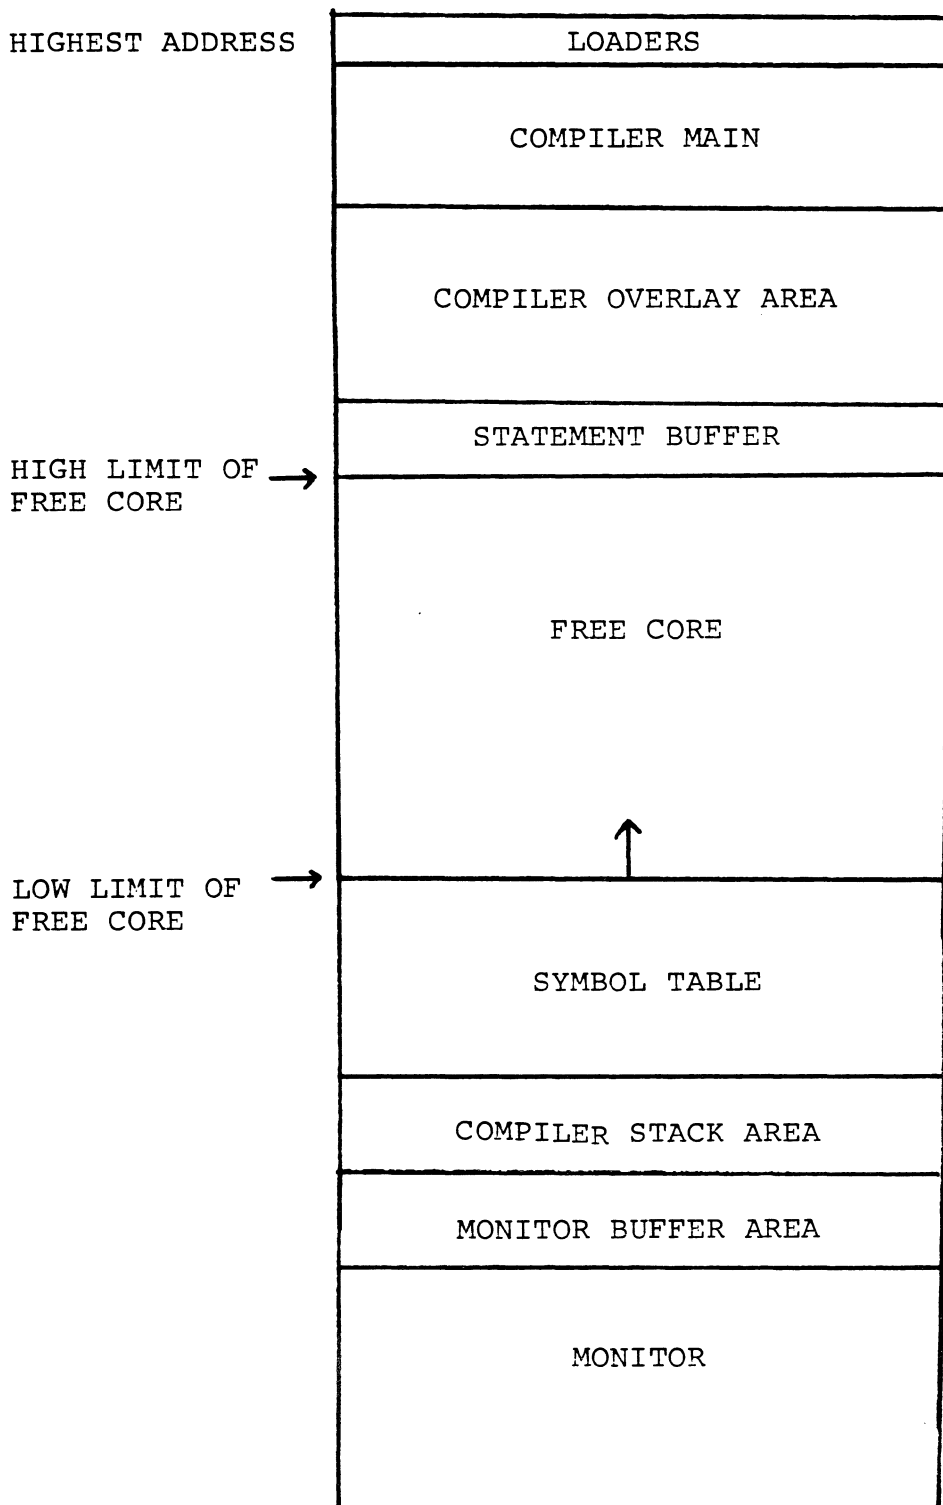 HIGHEST ADDRESS
LOADERS
COMPILER MAIN
COMPILER OVERLAY AREA
STATEMENT BUFFER
HIGH LIMIT OF
FREE CORE
FREE CORE
LOW LIMIT OF
FREE CORE
SYMBOL TABLE
COMPILER STACK AREA
MONITOR BUFFER AREA
MONITOR